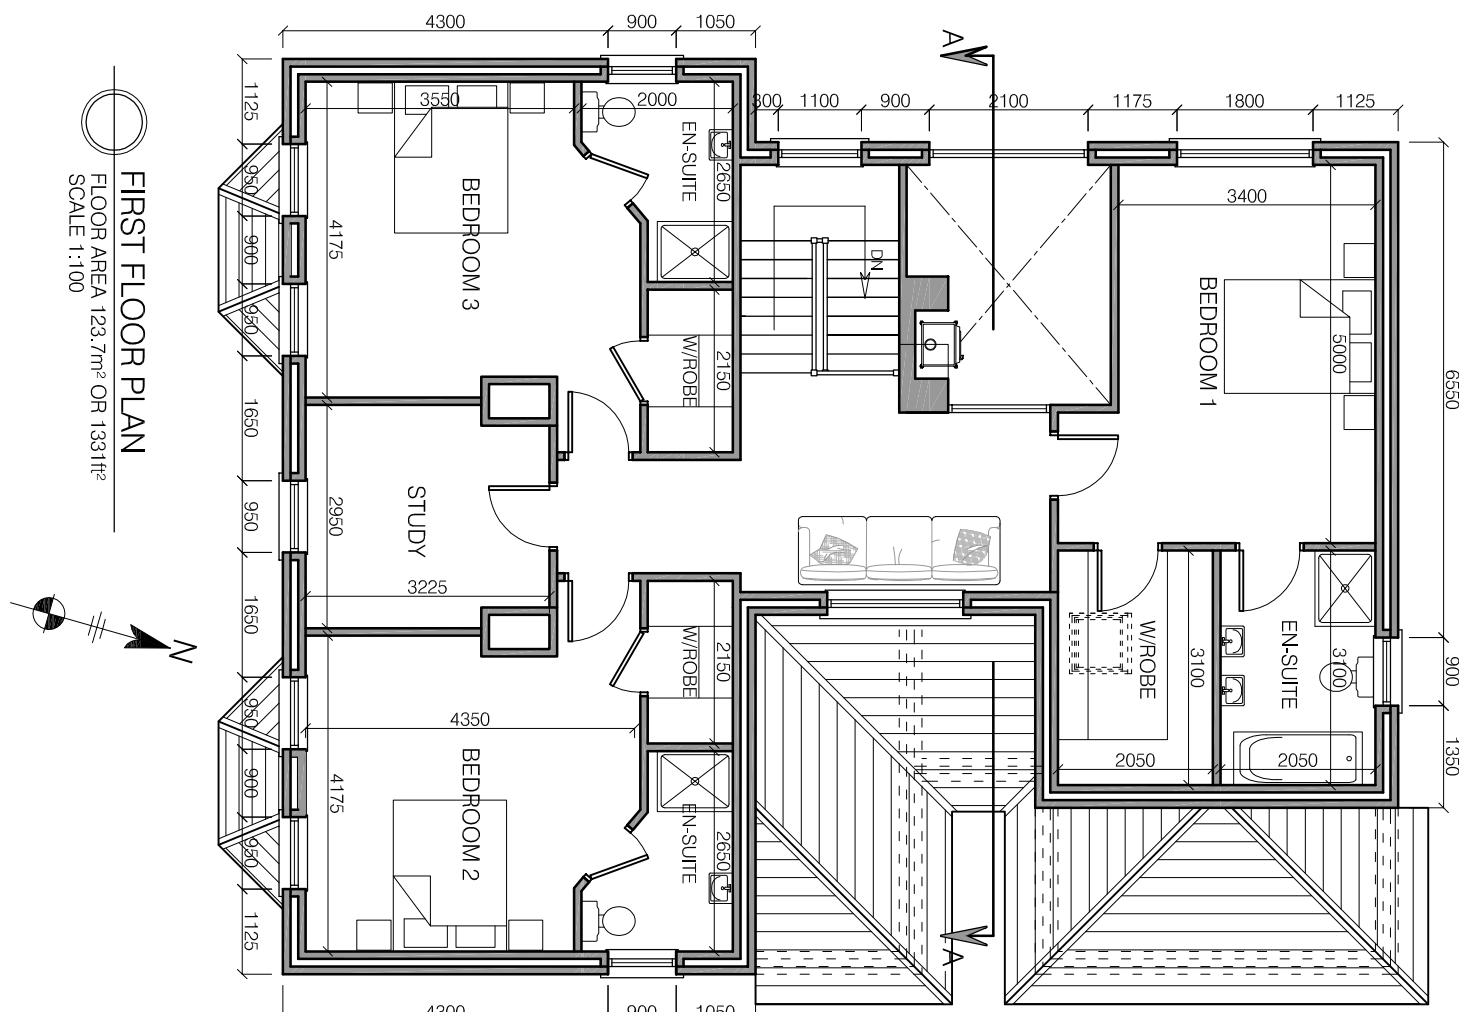 4300 900 1050
1125
950
900
950
1650
950
1650
950
900
950
1125
FIRST FLOOR PLAN
FLOOR AREA 123.7m² OR 1331ft²
SCALE 1:100
N
A
300 1100 900 2100 1175 1800 1125
3550 2000
EN-SUITE
2650
BEDROOM 3
4175
W/ROBE
2150
DN
3400
BEDROOM 1
5000
6550
STUDY
2950
3225
W/ROBE
2150
4350
BEDROOM 2
4175
EN-SUITE
2650
W/ROBE
3100
EN-SUITE
3100
900
1350
2050 2050
A
4300 900 1050